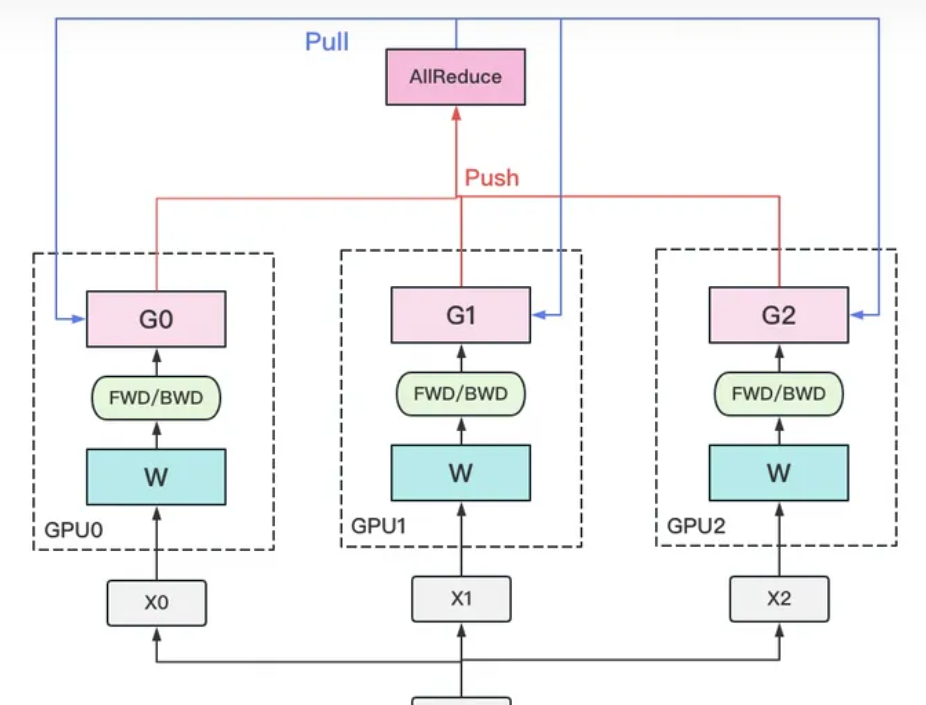 Pull
AllReduce
Push
G0
G1
G2
FWD/BWD
FWD/BWD
FWD/BWD
W
W
W
GPU0
GPU1
GPU2
X0
X1
X2